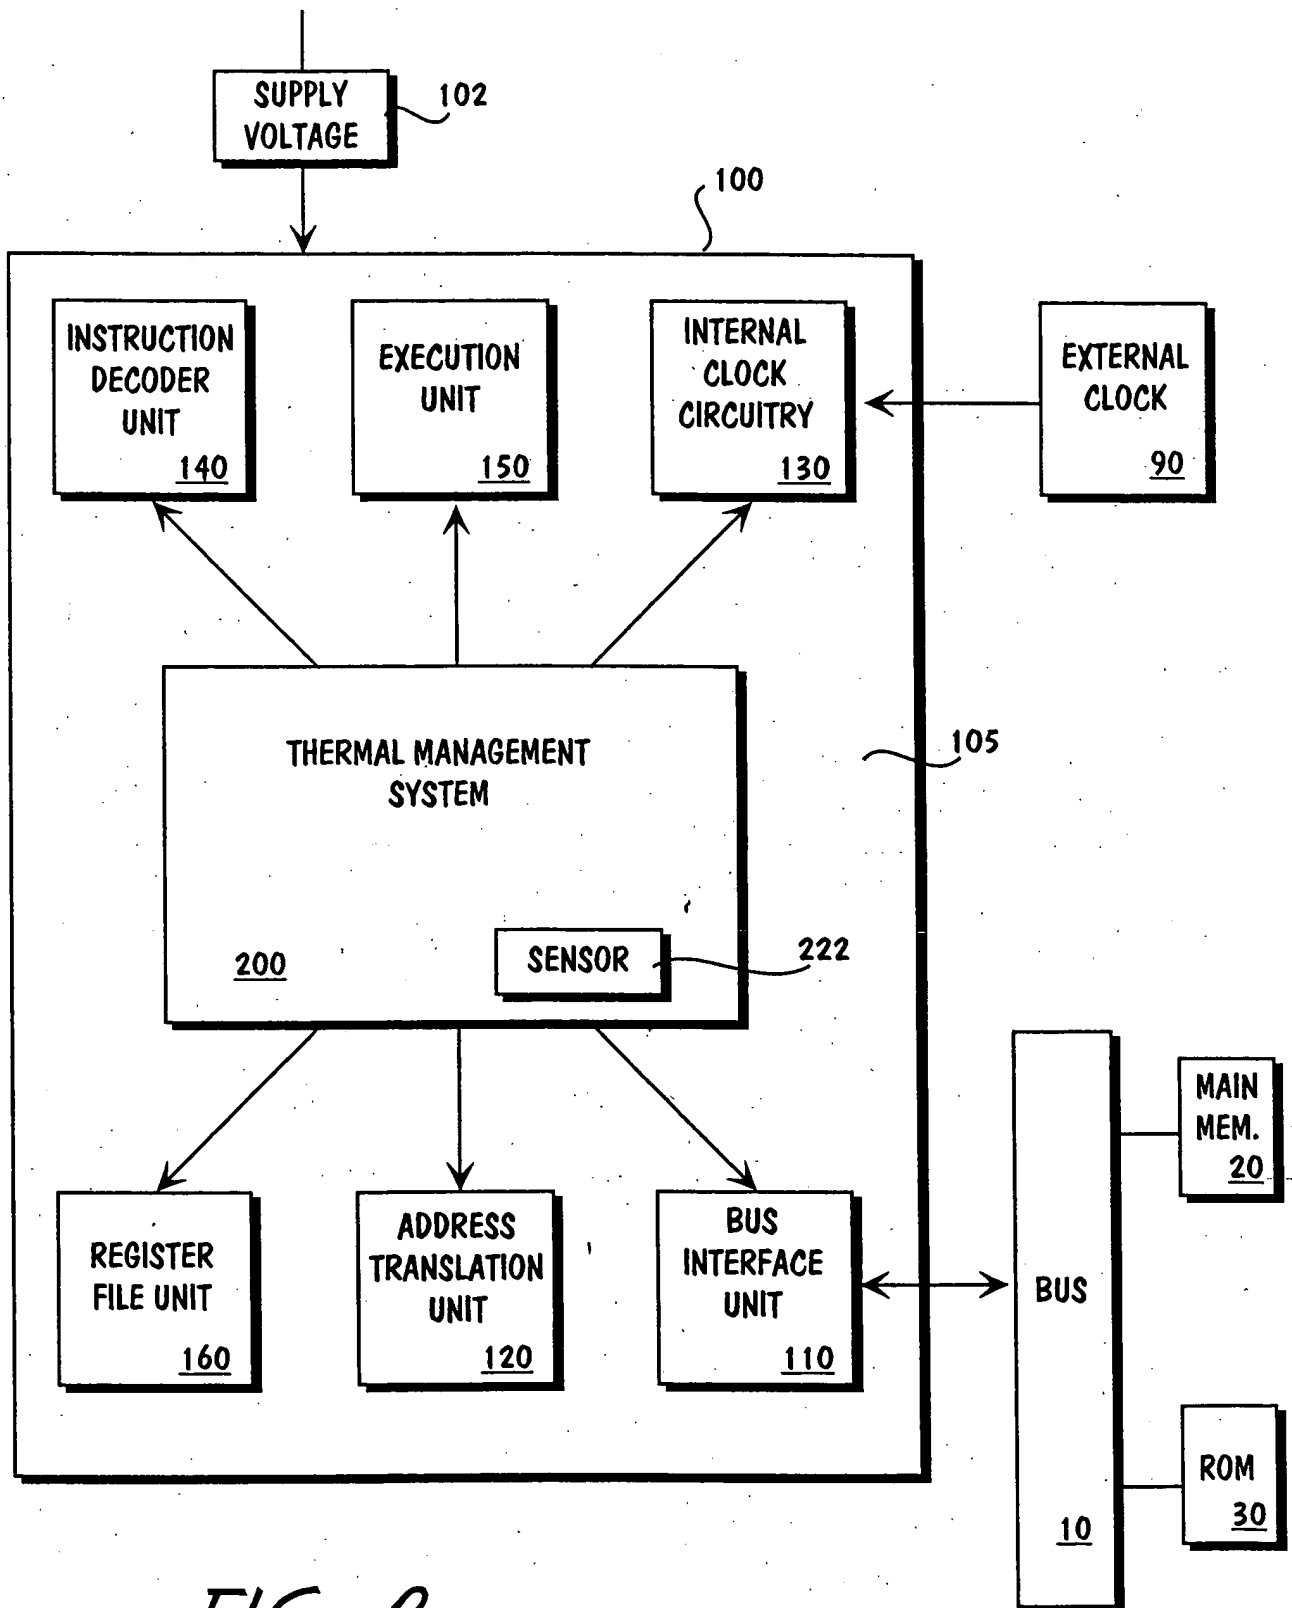 SUPPLY
VOLTAGE
102
100
INSTRUCTION
DECODER
UNIT
140
EXECUTION
UNIT
150
INTERNAL
CLOCK
CIRCUITRY
130
EXTERNAL
CLOCK
90
THERMAL MANAGEMENT
SYSTEM
105
200
SENSOR
222
REGISTER
FILE UNIT
160
ADDRESS
TRANSLATION
UNIT
120
BUS
INTERFACE
UNIT
110
BUS
10
MAIN
MEM.
20
ROM
30